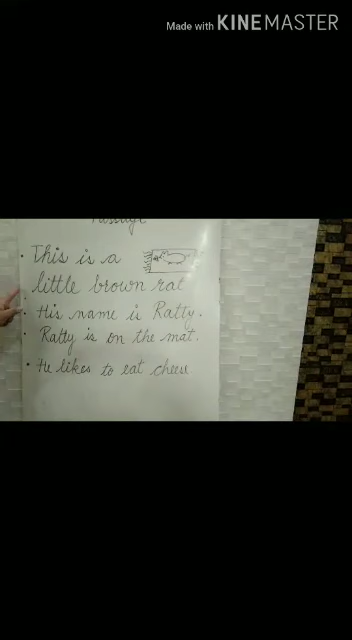 Made with KINEMASTER
Passage
• This is a
little brown rat
• His name is Ratty.
• Ratty is on the mat.
• He likes to eat cheese